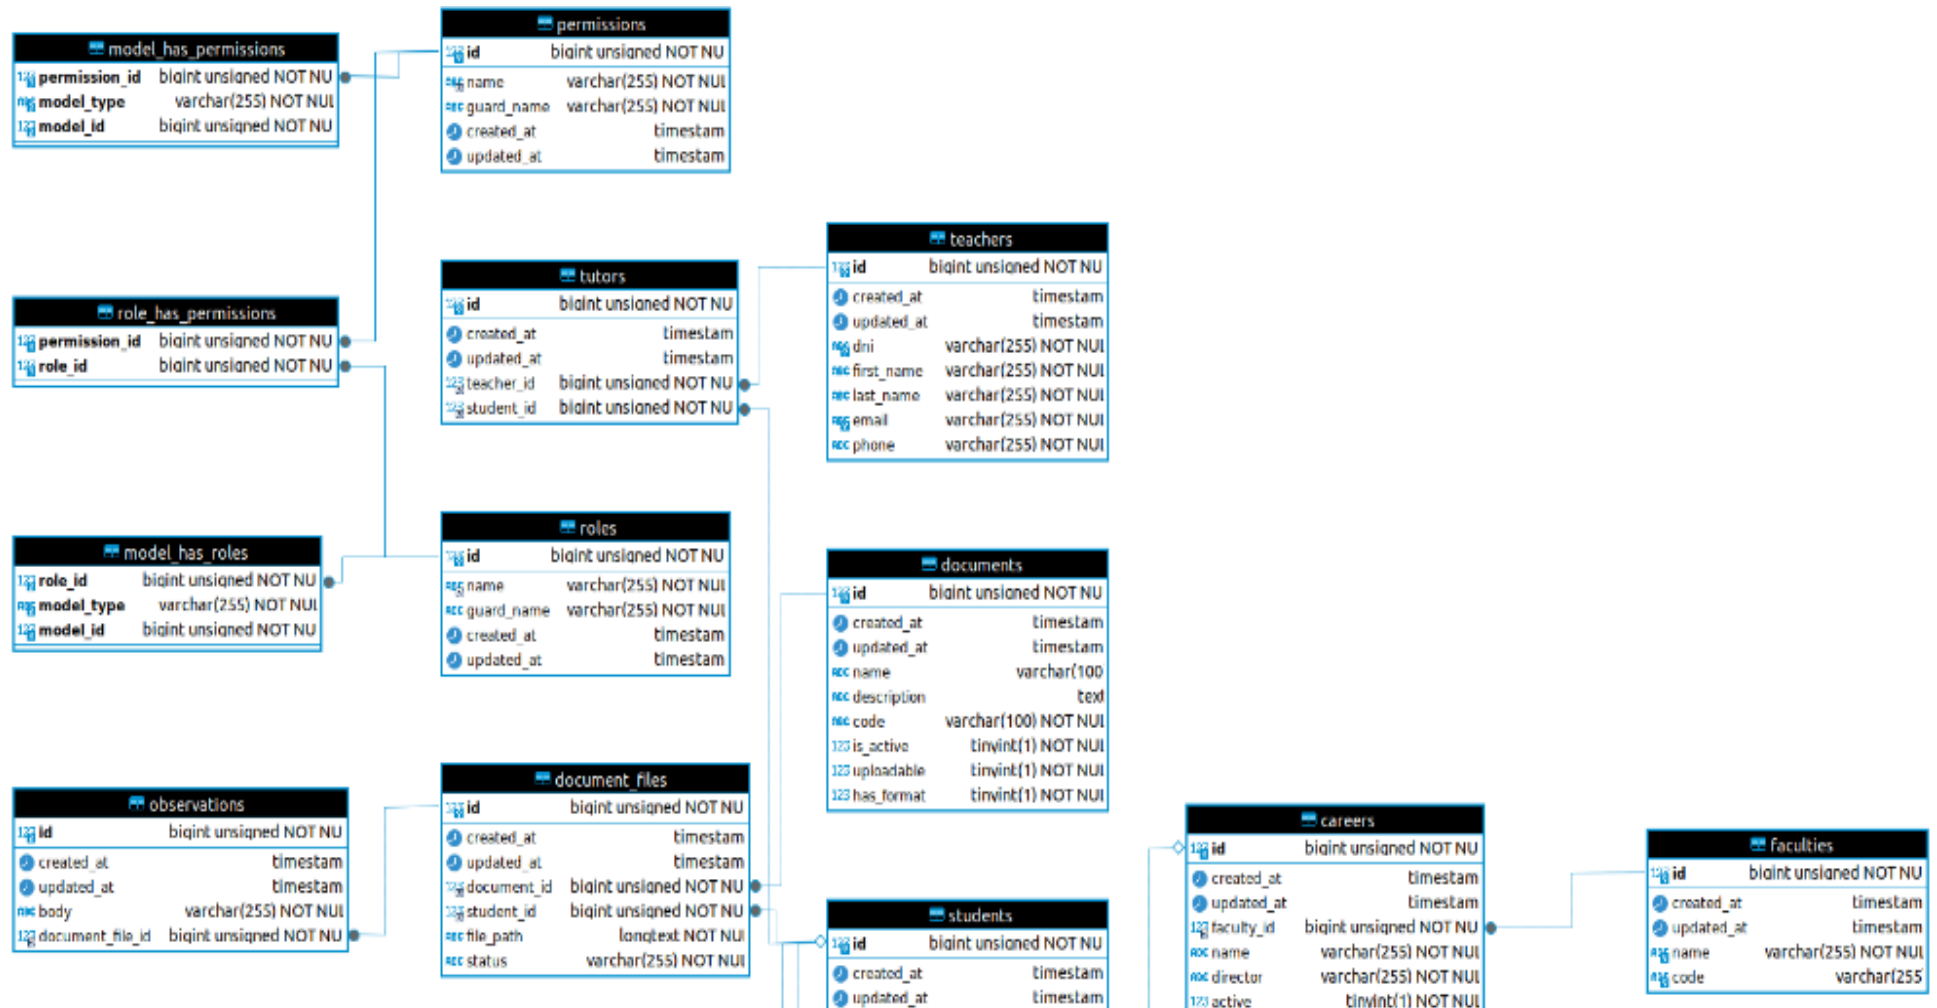 model_has_permissions
permission_id bigint unsigned NOT NU
model_type varchar(255) NOT NUL
model_id bigint unsigned NOT NU
permissions
id bigint unsigned NOT NU
name varchar(255) NOT NUL
guard_name varchar(255) NOT NUL
created_at timestam
updated_at timestam
role_has_permissions
permission_id bigint unsigned NOT NU
role_id bigint unsigned NOT NU
tutors
id bigint unsigned NOT NU
created_at timestam
updated_at timestam
teacher_id bigint unsigned NOT NU
student_id bigint unsigned NOT NU
teachers
id bigint unsigned NOT NU
created_at timestam
updated_at timestam
dni varchar(255) NOT NUL
first_name varchar(255) NOT NUL
last_name varchar(255) NOT NUL
email varchar(255) NOT NUL
phone varchar(255) NOT NUL
model_has_roles
role_id bigint unsigned NOT NU
model_type varchar(255) NOT NUL
model_id bigint unsigned NOT NU
roles
id bigint unsigned NOT NU
name varchar(255) NOT NUL
guard_name varchar(255) NOT NUL
created_at timestam
updated_at timestam
documents
id bigint unsigned NOT NU
created_at timestam
updated_at timestam
name varchar(100
description text
code varchar(100) NOT NUL
is_active tinyint(1) NOT NUL
uploadable tinyint(1) NOT NUL
has_format tinyint(1) NOT NUL
observations
id bigint unsigned NOT NU
created_at timestam
updated_at timestam
body varchar(255) NOT NUL
document_file_id bigint unsigned NOT NU
document_files
id bigint unsigned NOT NU
created_at timestam
updated_at timestam
document_id bigint unsigned NOT NU
student_id bigint unsigned NOT NU
file_path longtext NOT NUL
status varchar(255) NOT NUL
students
id bigint unsigned NOT NU
created_at timestam
updated_at timestam
careers
id bigint unsigned NOT NU
created_at timestam
updated_at timestam
faculty_id bigint unsigned NOT NU
name varchar(255) NOT NUL
director varchar(255) NOT NUL
active tinyint(1) NOT NUL
faculties
id bigint unsigned NOT NU
created_at timestam
updated_at timestam
name varchar(255) NOT NUL
code varchar(255